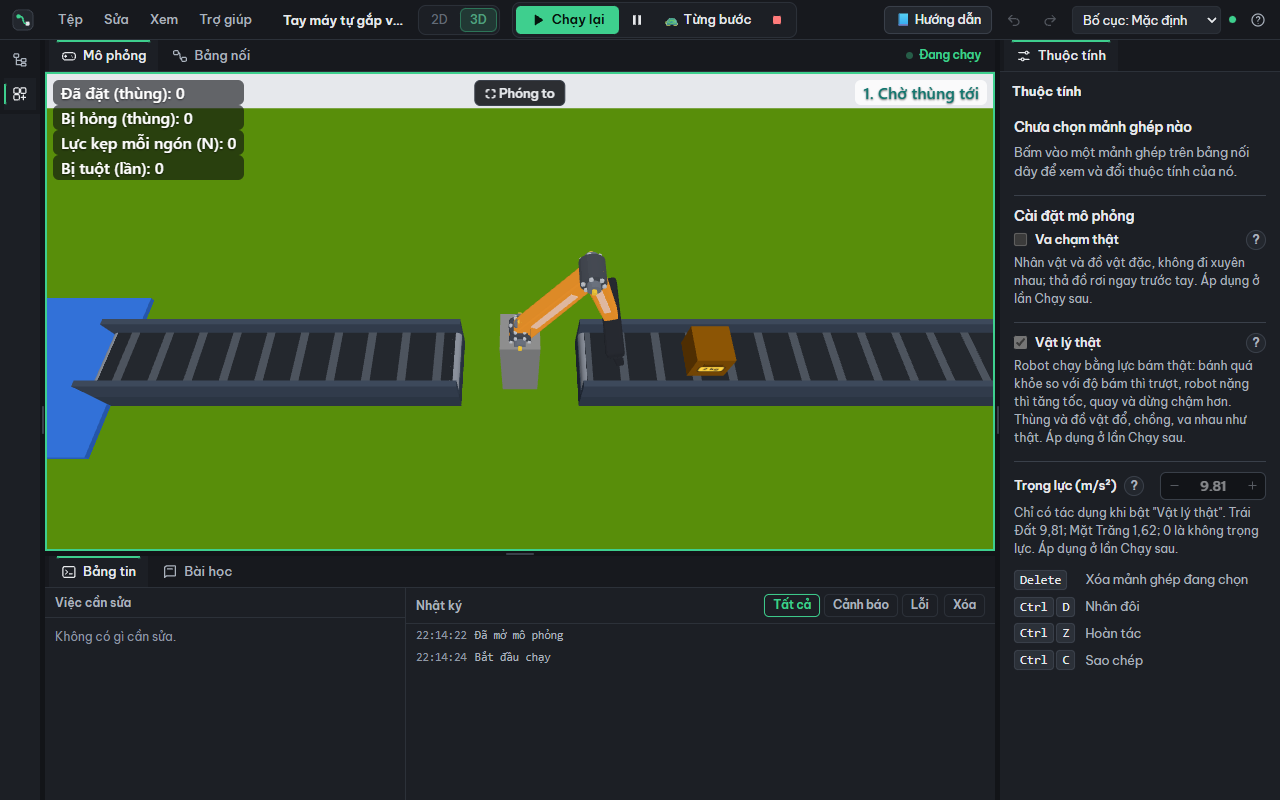 Tệp
Sửa
Xem
Trợ giúp
Tay máy tự gắp v...
2D
3D
Chạy lại
Từng bước
Hướng dẫn
Bố cục: Mặc định
Mô phỏng
Bảng nối
Đang chạy
Đã đặt (thùng): 0
Bị hỏng (thùng): 0
Lực kẹp mỗi ngón (N): 0
Bị tuột (lần): 0
Phóng to
1. Chờ thùng tới
Bảng tin
Bài học
Việc cần sửa
Không có gì cần sửa.
Nhật ký
Tất cả
Cảnh báo
Lỗi
Xóa
22:14:22 Đã mở mô phỏng
22:14:24 Bắt đầu chạy
Thuộc tính
Thuộc tính
Chưa chọn mảnh ghép nào
Bấm vào một mảnh ghép trên bảng nối
dây để xem và đổi thuộc tính của nó.
Cài đặt mô phỏng
Va chạm thật
?
Nhân vật và đồ vật đặc, không đi xuyên
nhau; thả đồ rơi ngay trước tay. Áp dụng ở
lần Chạy sau.
Vật lý thật
?
Robot chạy bằng lực bám thật: bánh quá
khỏe so với độ bám thì trượt, robot nặng
thì tăng tốc, quay và dừng chậm hơn.
Thùng và đồ vật đổ, chồng, va nhau như
thật. Áp dụng ở lần Chạy sau.
Trọng lực (m/s²)
?
− 9.81 +
Chỉ có tác dụng khi bật "Vật lý thật". Trái
Đất 9,81; Mặt Trăng 1,62; 0 là không trọng
lực. Áp dụng ở lần Chạy sau.
Delete Xóa mảnh ghép đang chọn
Ctrl D Nhân đôi
Ctrl Z Hoàn tác
Ctrl C Sao chép